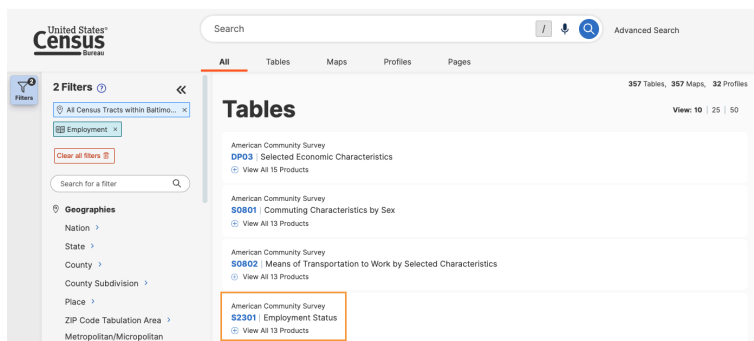 United States®
Census
Bureau
Search
/
Advanced Search
All Tables Maps Profiles Pages
2
Filters
2 Filters ?
All Census Tracts within Baltimo... ×
Employment ×
Clear all filters
Search for a filter
Geographies
Nation >
State >
County >
County Subdivision >
Place >
ZIP Code Tabulation Area >
Metropolitan/Micropolitan
357 Tables, 357 Maps, 32 Profiles
Tables
View: 10 | 25 | 50
American Community Survey
DP03 | Selected Economic Characteristics
View All 15 Products
American Community Survey
S0801 | Commuting Characteristics by Sex
View All 13 Products
American Community Survey
S0802 | Means of Transportation to Work by Selected Characteristics
View All 13 Products
American Community Survey
S2301 | Employment Status
View All 13 Products